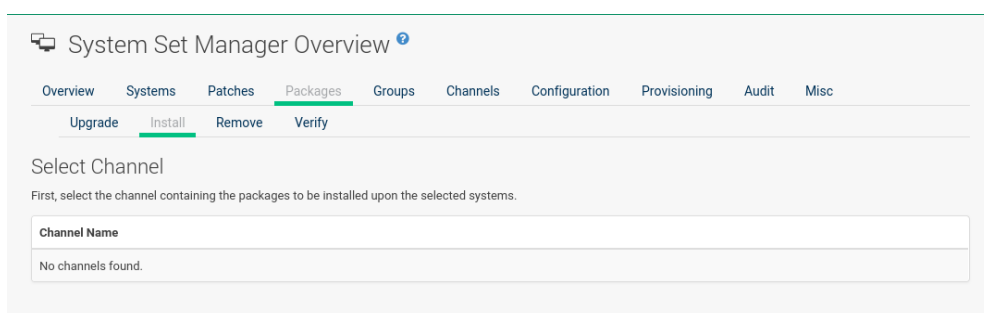 System Set Manager Overview ?
Overview Systems Patches Packages Groups Channels Configuration Provisioning Audit Misc
Upgrade Install Remove Verify
Select Channel
First, select the channel containing the packages to be installed upon the selected systems.
Channel Name
No channels found.